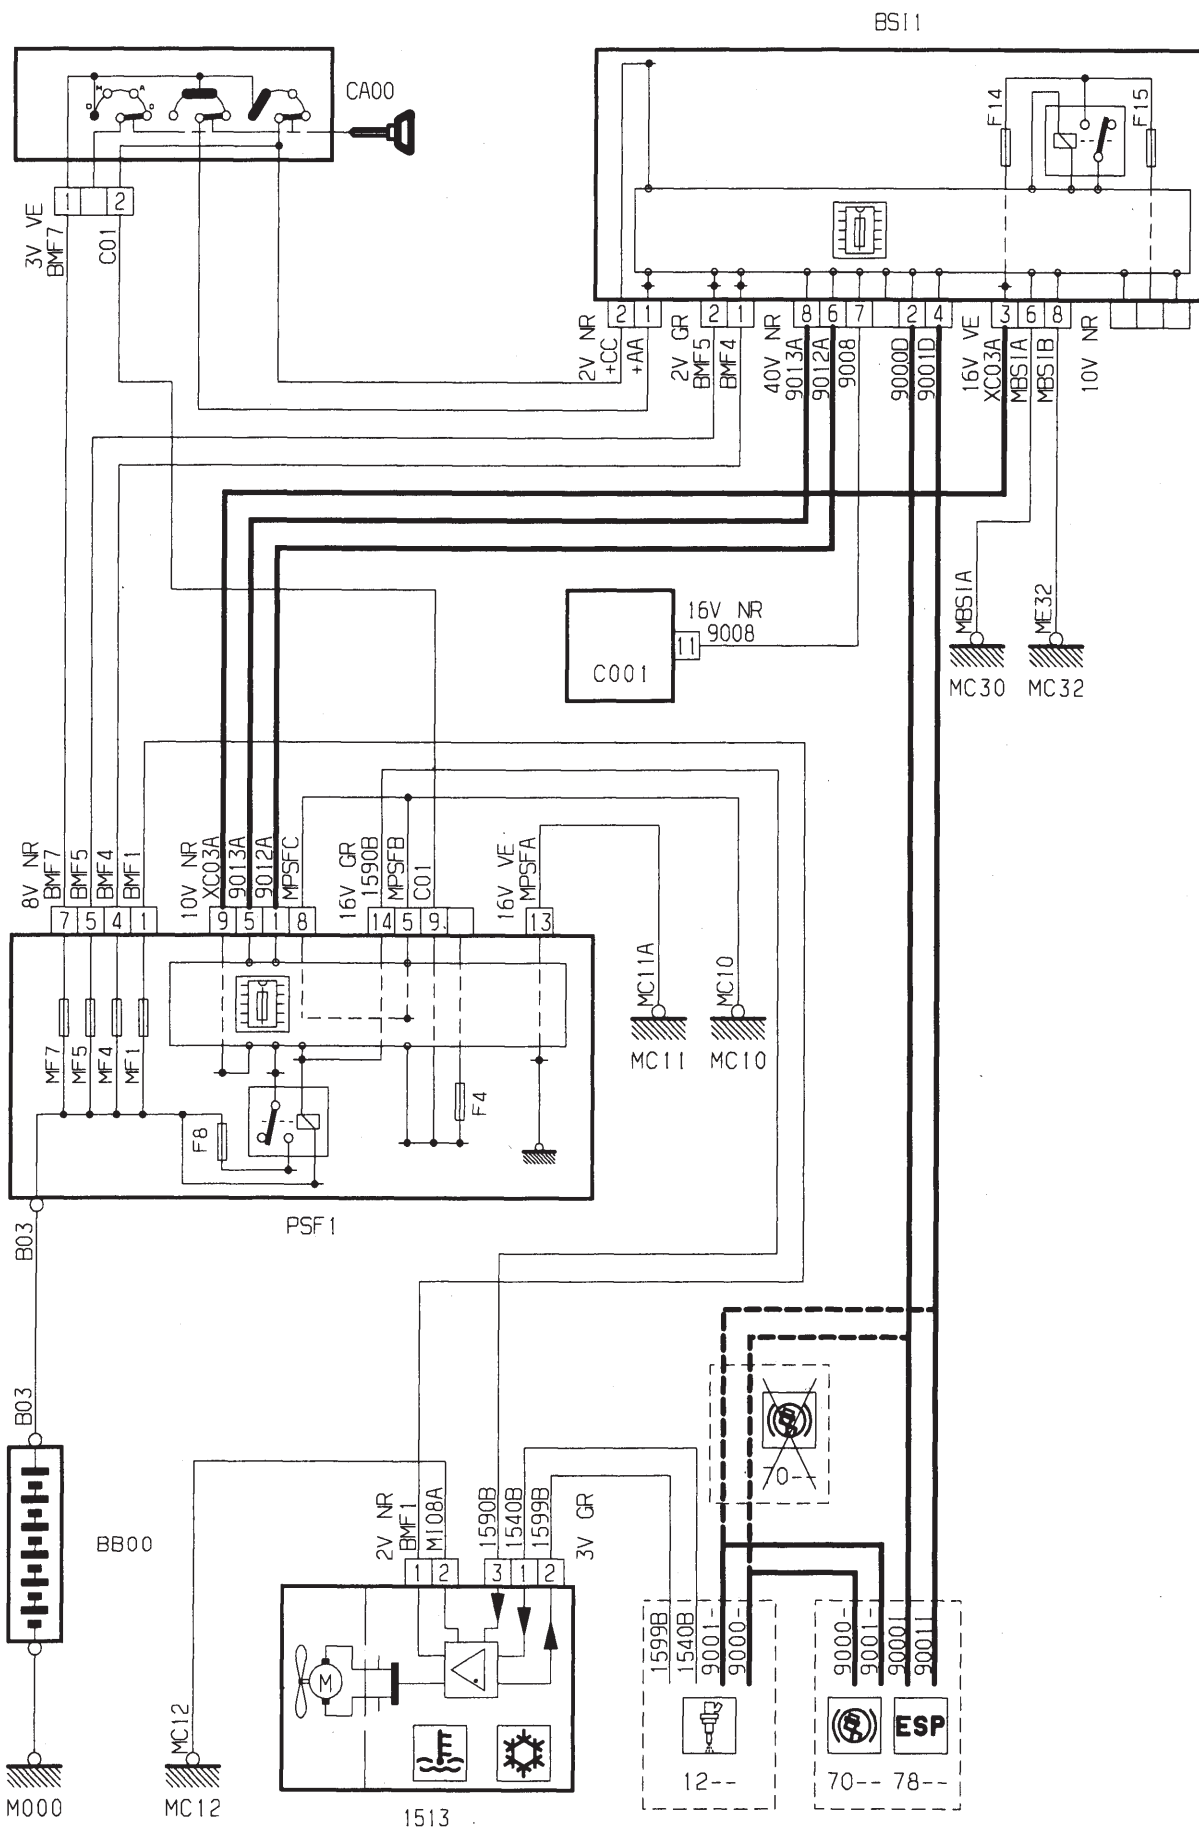 BSI1
CA00
M
A
D
D
F14
F15
1
2
3V VE
BMF7
C01
2
1
2
1
8
6
7
2
4
3
6
8
2V NR
+CC
+AA
2V GR
BMF5
BMF4
40V NR
9013A
9012A
9008
9000D
9001D
16V VE
XC03A
MBSIA
MBSIB
10V NR
C001
11
16V NR
9008
MBSIA
ME32
MC30
MC32
8V NR
BMF7
BMF5
BMF4
BMF1
10V NR
XC03A
9013A
9012A
MPSFC
16V GR
1590B
MPSFB
C01
16V VE
MPSFA
7
5
4
1
9
5
1
8
14
5
9
13
MC11A
MC10
MC11
MC10
MF7
MF5
MF4
MF1
F8
F4
PSF1
B03
B03
BB00
70--
2V NR
BMF1
M108A
1590B
1540B
1599B
3V GR
1
2
3
1
2
M
MC12
M000
MC12
1513
1599B
1540B
9001-
9000-
12--
9000-
9001-
9000I
9001I
ESP
70-- 78--